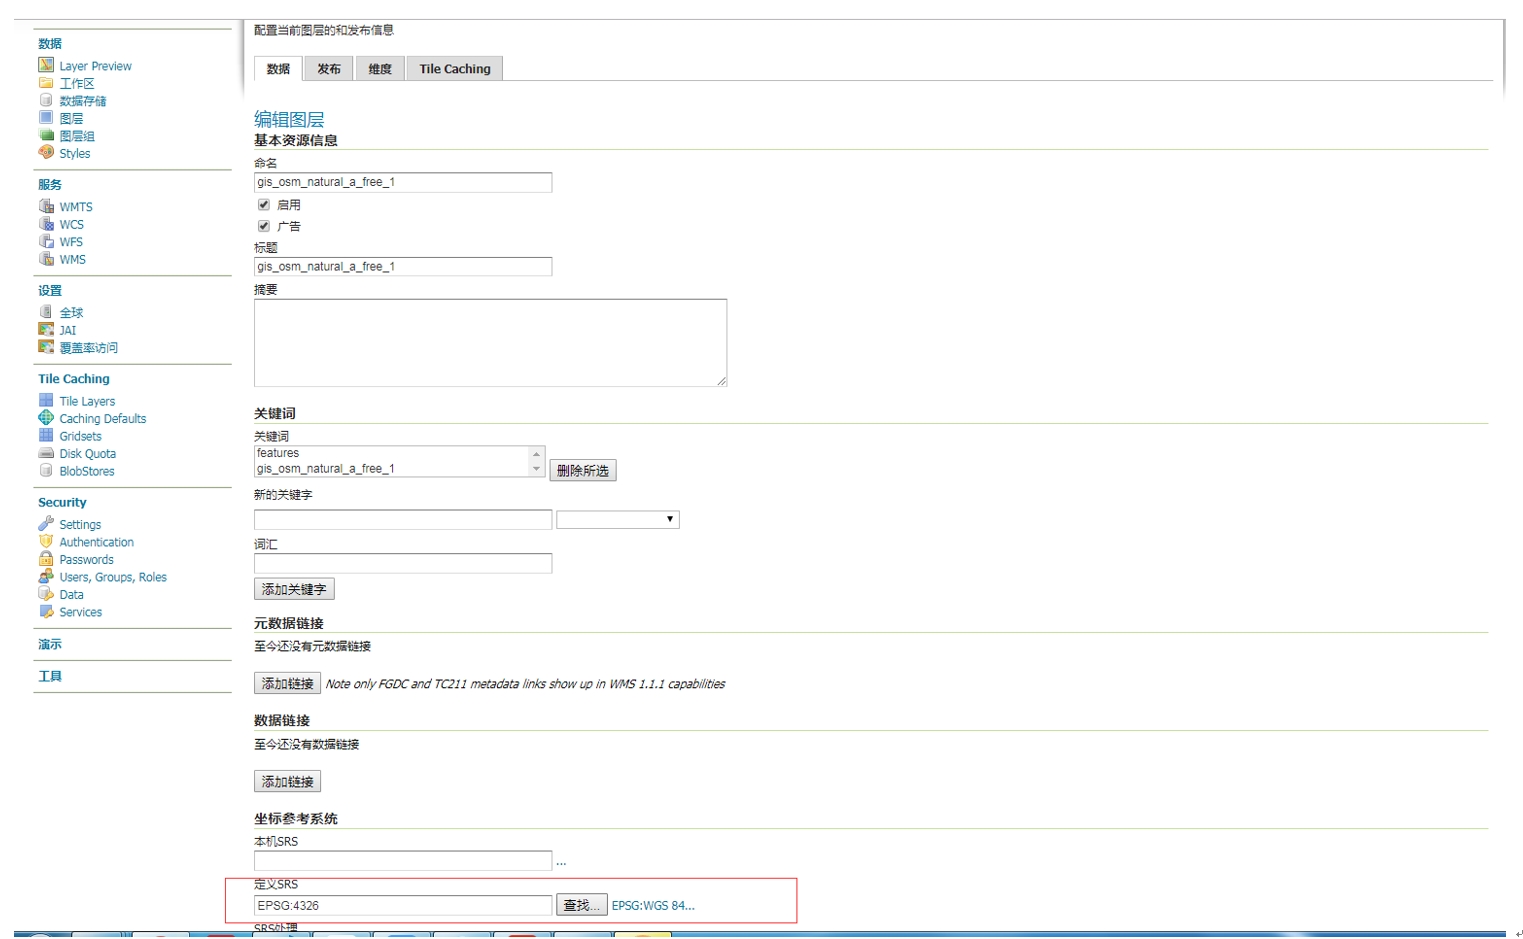 配置当前图层的和发布信息
数据
Layer Preview
工作区
数据存储
图层
图层组
Styles
服务
WMTS
WCS
WFS
WMS
设置
全球
JAI
覆盖率访问
Tile Caching
Tile Layers
Caching Defaults
Gridsets
Disk Quota
BlobStores
Security
Settings
Authentication
Passwords
Users, Groups, Roles
Data
Services
演示
工具
数据 发布 维度 Tile Caching
编辑图层
基本资源信息
命名
gis_osm_natural_a_free_1
启用
广告
标题
gis_osm_natural_a_free_1
摘要
关键词
关键词
features
gis_osm_natural_a_free_1
删除所选
新的关键字
词汇
添加关键字
元数据链接
至今还没有元数据链接
添加链接 Note only FGDC and TC211 metadata links show up in WMS 1.1.1 capabilities
数据链接
至今还没有数据链接
添加链接
坐标参考系统
本机SRS
...
定义SRS
EPSG:4326 查找... EPSG:WGS 84...
SRS处理